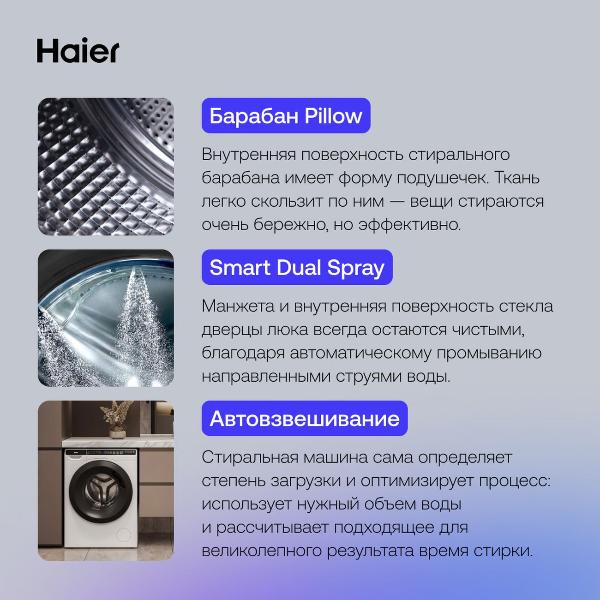 Haier
Барабан Pillow
Внутренняя поверхность стирального
барабана имеет форму подушечек. Ткань
легко скользит по ним — вещи стираются
очень бережно, но эффективно.
Smart Dual Spray
Манжета и внутренняя поверхность стекла
дверцы люка всегда остаются чистыми,
благодаря автоматическому промыванию
направленными струями воды.
Автовзвешивание
Стиральная машина сама определяет
степень загрузки и оптимизирует процесс:
использует нужный объем воды
и рассчитывает подходящее для
великолепного результата время стирки.